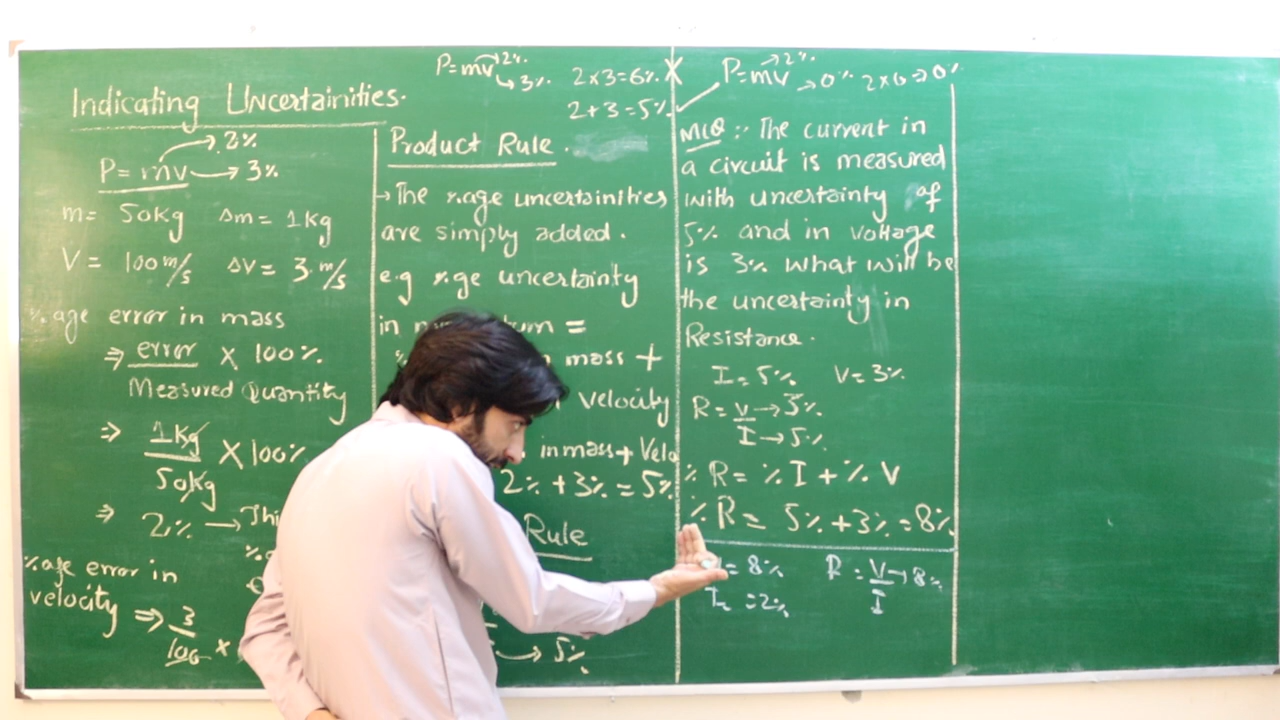 Indicating Uncertainities.
P = mv → 3%
2%
m = 50kg Δm = 1kg
V = 100 m/s Δv = 3 m/s
%age error in mass
⇒ error × 100%.
Measured Quantity
⇒ 1kg × 100%
50kg
⇒ 2% →
%age error in
velocity ⇒ 3 ×
100
P = mv → 2%.
→ 3%. 2×3=6%. X
2+3=5%.
Product Rule.
→ The %age uncertainities
are simply added.
e.g %ge uncertainty
in =
mass +
velocity
in mass +
2% + 3% = 5%
Rule
→ 5%
P = mv → 2%.
→ 0% 2×0 ⇒ 0%.
MCQ :- The current in
a circuit is measured
with uncertainty of
5% and in voltage
is 3% what will be
the uncertainty in
Resistance.
I = 5% V = 3%
R = V → 3%.
I → 5%.
% R = % I + % V
% R = 5% + 3% = 8%.
= 8% R = V → 8%
I = 2% I